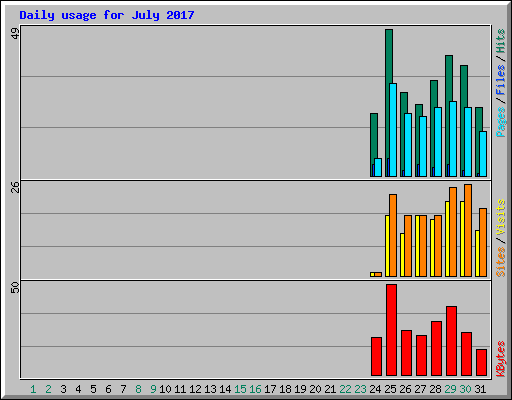 Daily usage for July 2017
49
Pages / Files / Hits
26
Sites / Visits
50
KBytes
1 2 3 4 5 6 7 8 9 10 11 12 13 14 15 16 17 18 19 20 21 22 23 24 25 26 27 28 29 30 31